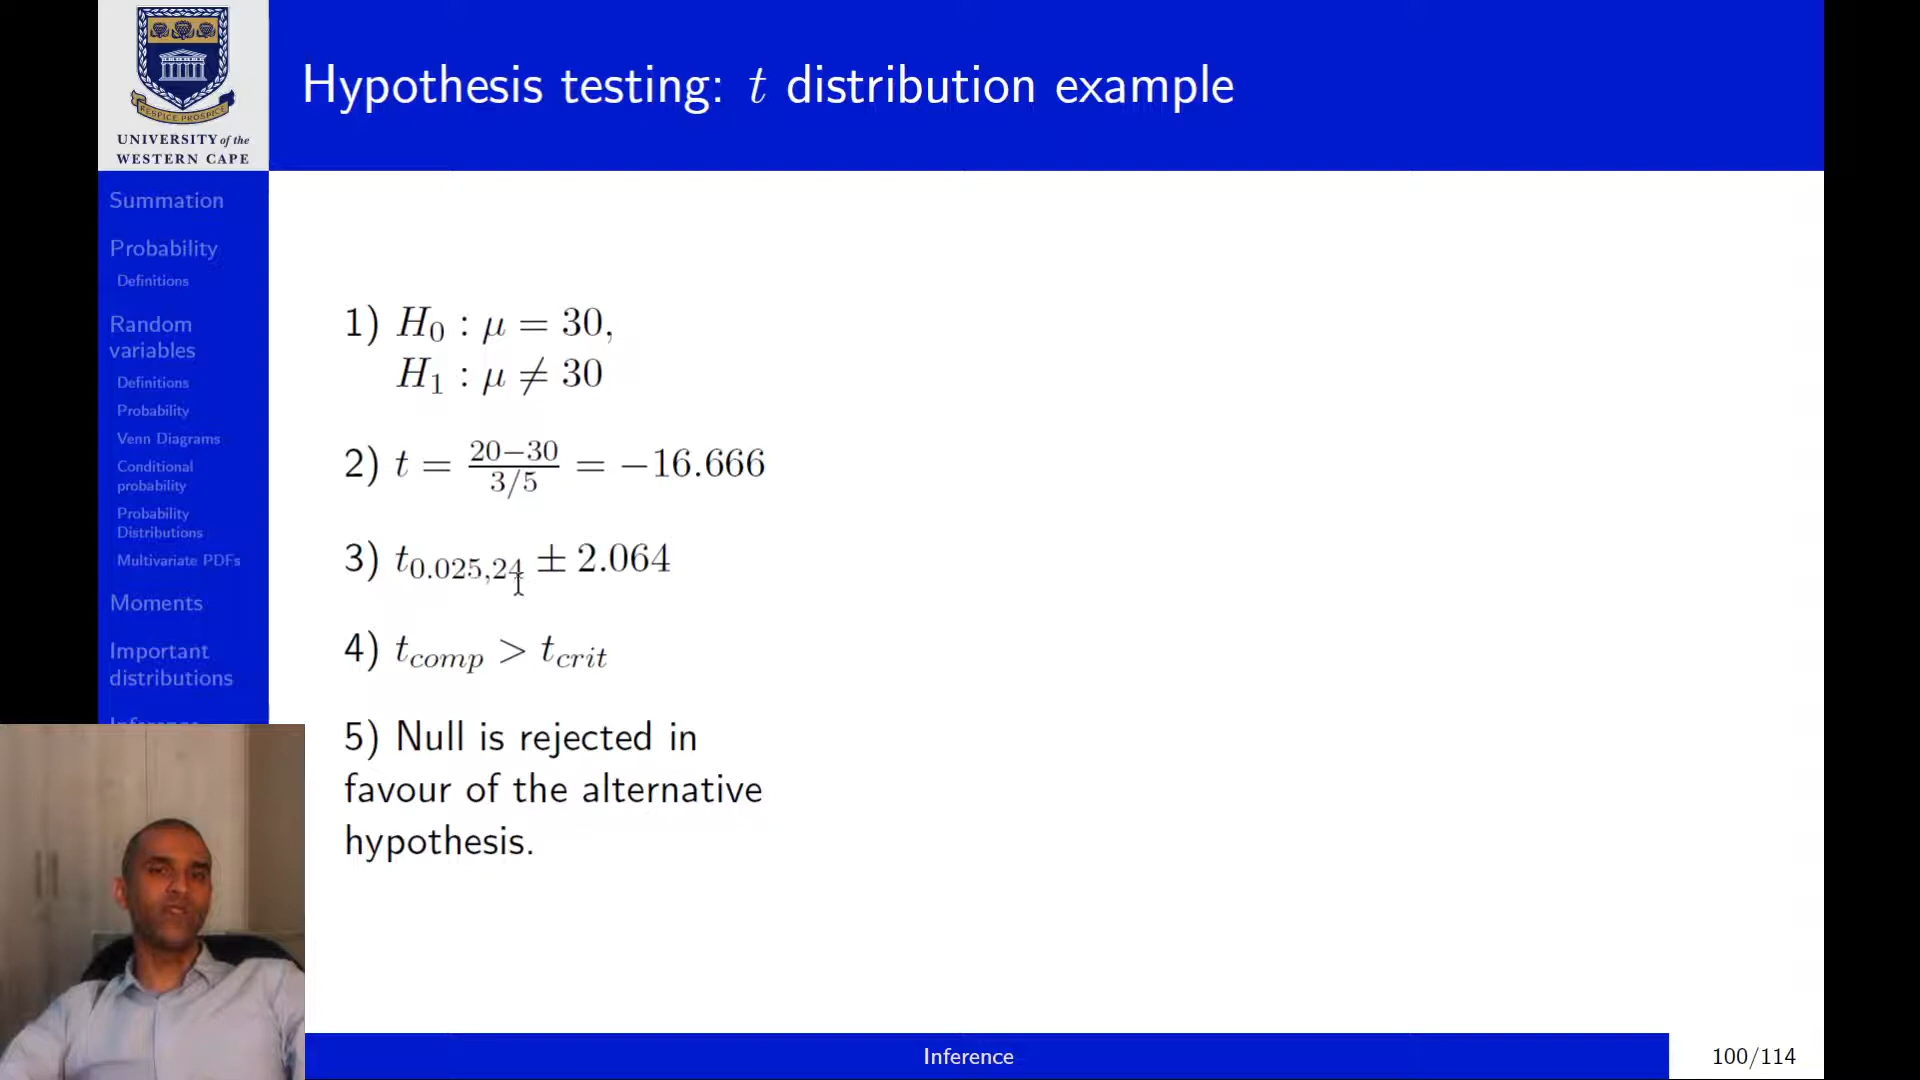 RESPICE PROSPICE
UNIVERSITY of the
WESTERN CAPE
Hypothesis testing: t distribution example
Summation
Probability
Definitions
Random
variables
Definitions
Probability
Venn Diagrams
Conditional
probability
Probability
Distributions
Multivariate PDFs
Moments
Important
distributions
Inference
1) H₀ : μ = 30,
H₁ : μ ≠ 30
2) t = 20−30 / 3/5 = −16.666
3) t₀.₀₂₅,₂₄ ± 2.064
4) t_comp > t_crit
5) Null is rejected in
favour of the alternative
hypothesis.
Inference
100/114